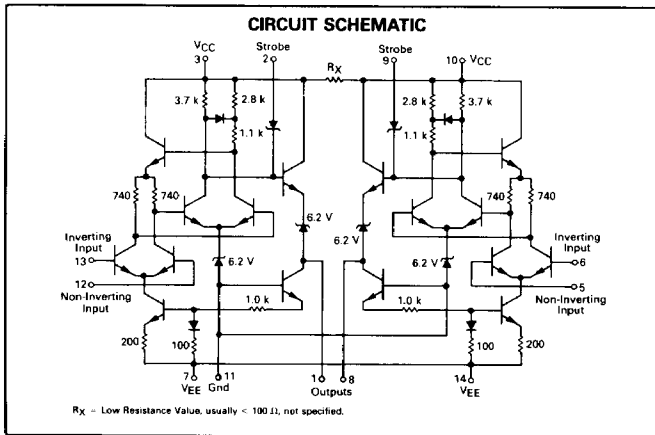 CIRCUIT SCHEMATIC
VCC
3
Strobe
2
RX
Strobe
9
10
VCC
3.7 k
2.8 k
1.1 k
2.8 k
3.7 k
1.1 k
740
740
740
740
6.2 V
6.2 V
6.2 V
6.2 V
Inverting
Input
13
12
Non-Inverting
Input
Inverting
Input
6
5
Non-Inverting
Input
1.0 k
1.0 k
200
100
100
200
7
VEE
11
Gnd
1
Outputs
8
14
VEE
RX = Low Resistance Value, usually < 100 Ω, not specified.